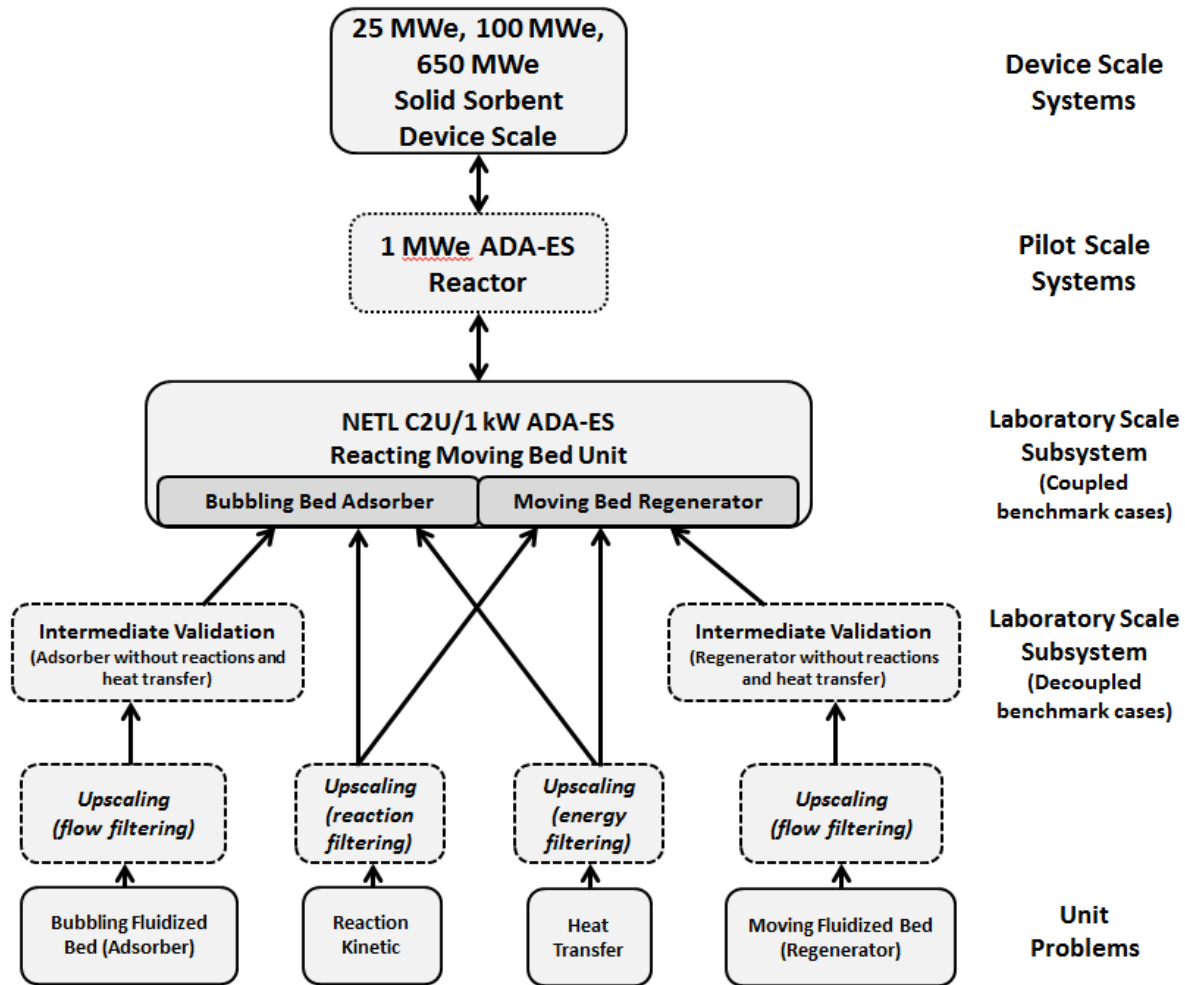 25 MWe, 100 MWe,
650 MWe
Solid Sorbent
Device Scale
Device Scale
Systems
1 MWe ADA-ES
Reactor
Pilot Scale
Systems
NETL C2U/1 kW ADA-ES
Reacting Moving Bed Unit
Bubbling Bed Adsorber
Moving Bed Regenerator
Laboratory Scale
Subsystem
(Coupled
benchmark cases)
Intermediate Validation
(Adsorber without reactions and
heat transfer)
Intermediate Validation
(Regenerator without reactions
and heat transfer)
Laboratory Scale
Subsystem
(Decoupled
benchmark cases)
Upscaling
(flow filtering)
Upscaling
(reaction
filtering)
Upscaling
(energy
filtering)
Upscaling
(flow filtering)
Bubbling Fluidized
Bed (Adsorber)
Reaction
Kinetic
Heat
Transfer
Moving Fluidized Bed
(Regenerator)
Unit
Problems